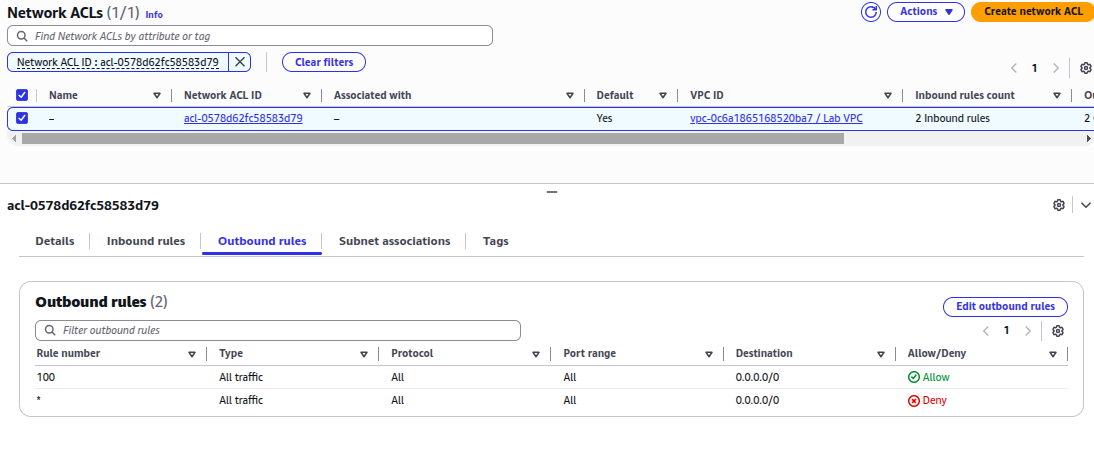 Network ACLs (1/1) Info
Actions
Create network ACL
Find Network ACLs by attribute or tag
Network ACL ID : acl-0578d62fc58583d79
Clear filters
1
Name Network ACL ID Associated with Default VPC ID Inbound rules count
– acl-0578d62fc58583d79 – Yes vpc-0c6a1865168520ba7 / Lab VPC 2 Inbound rules 2
acl-0578d62fc58583d79
Details Inbound rules Outbound rules Subnet associations Tags
Outbound rules (2)
Edit outbound rules
Filter outbound rules
1
Rule number Type Protocol Port range Destination Allow/Deny
100 All traffic All All 0.0.0.0/0 Allow
* All traffic All All 0.0.0.0/0 Deny